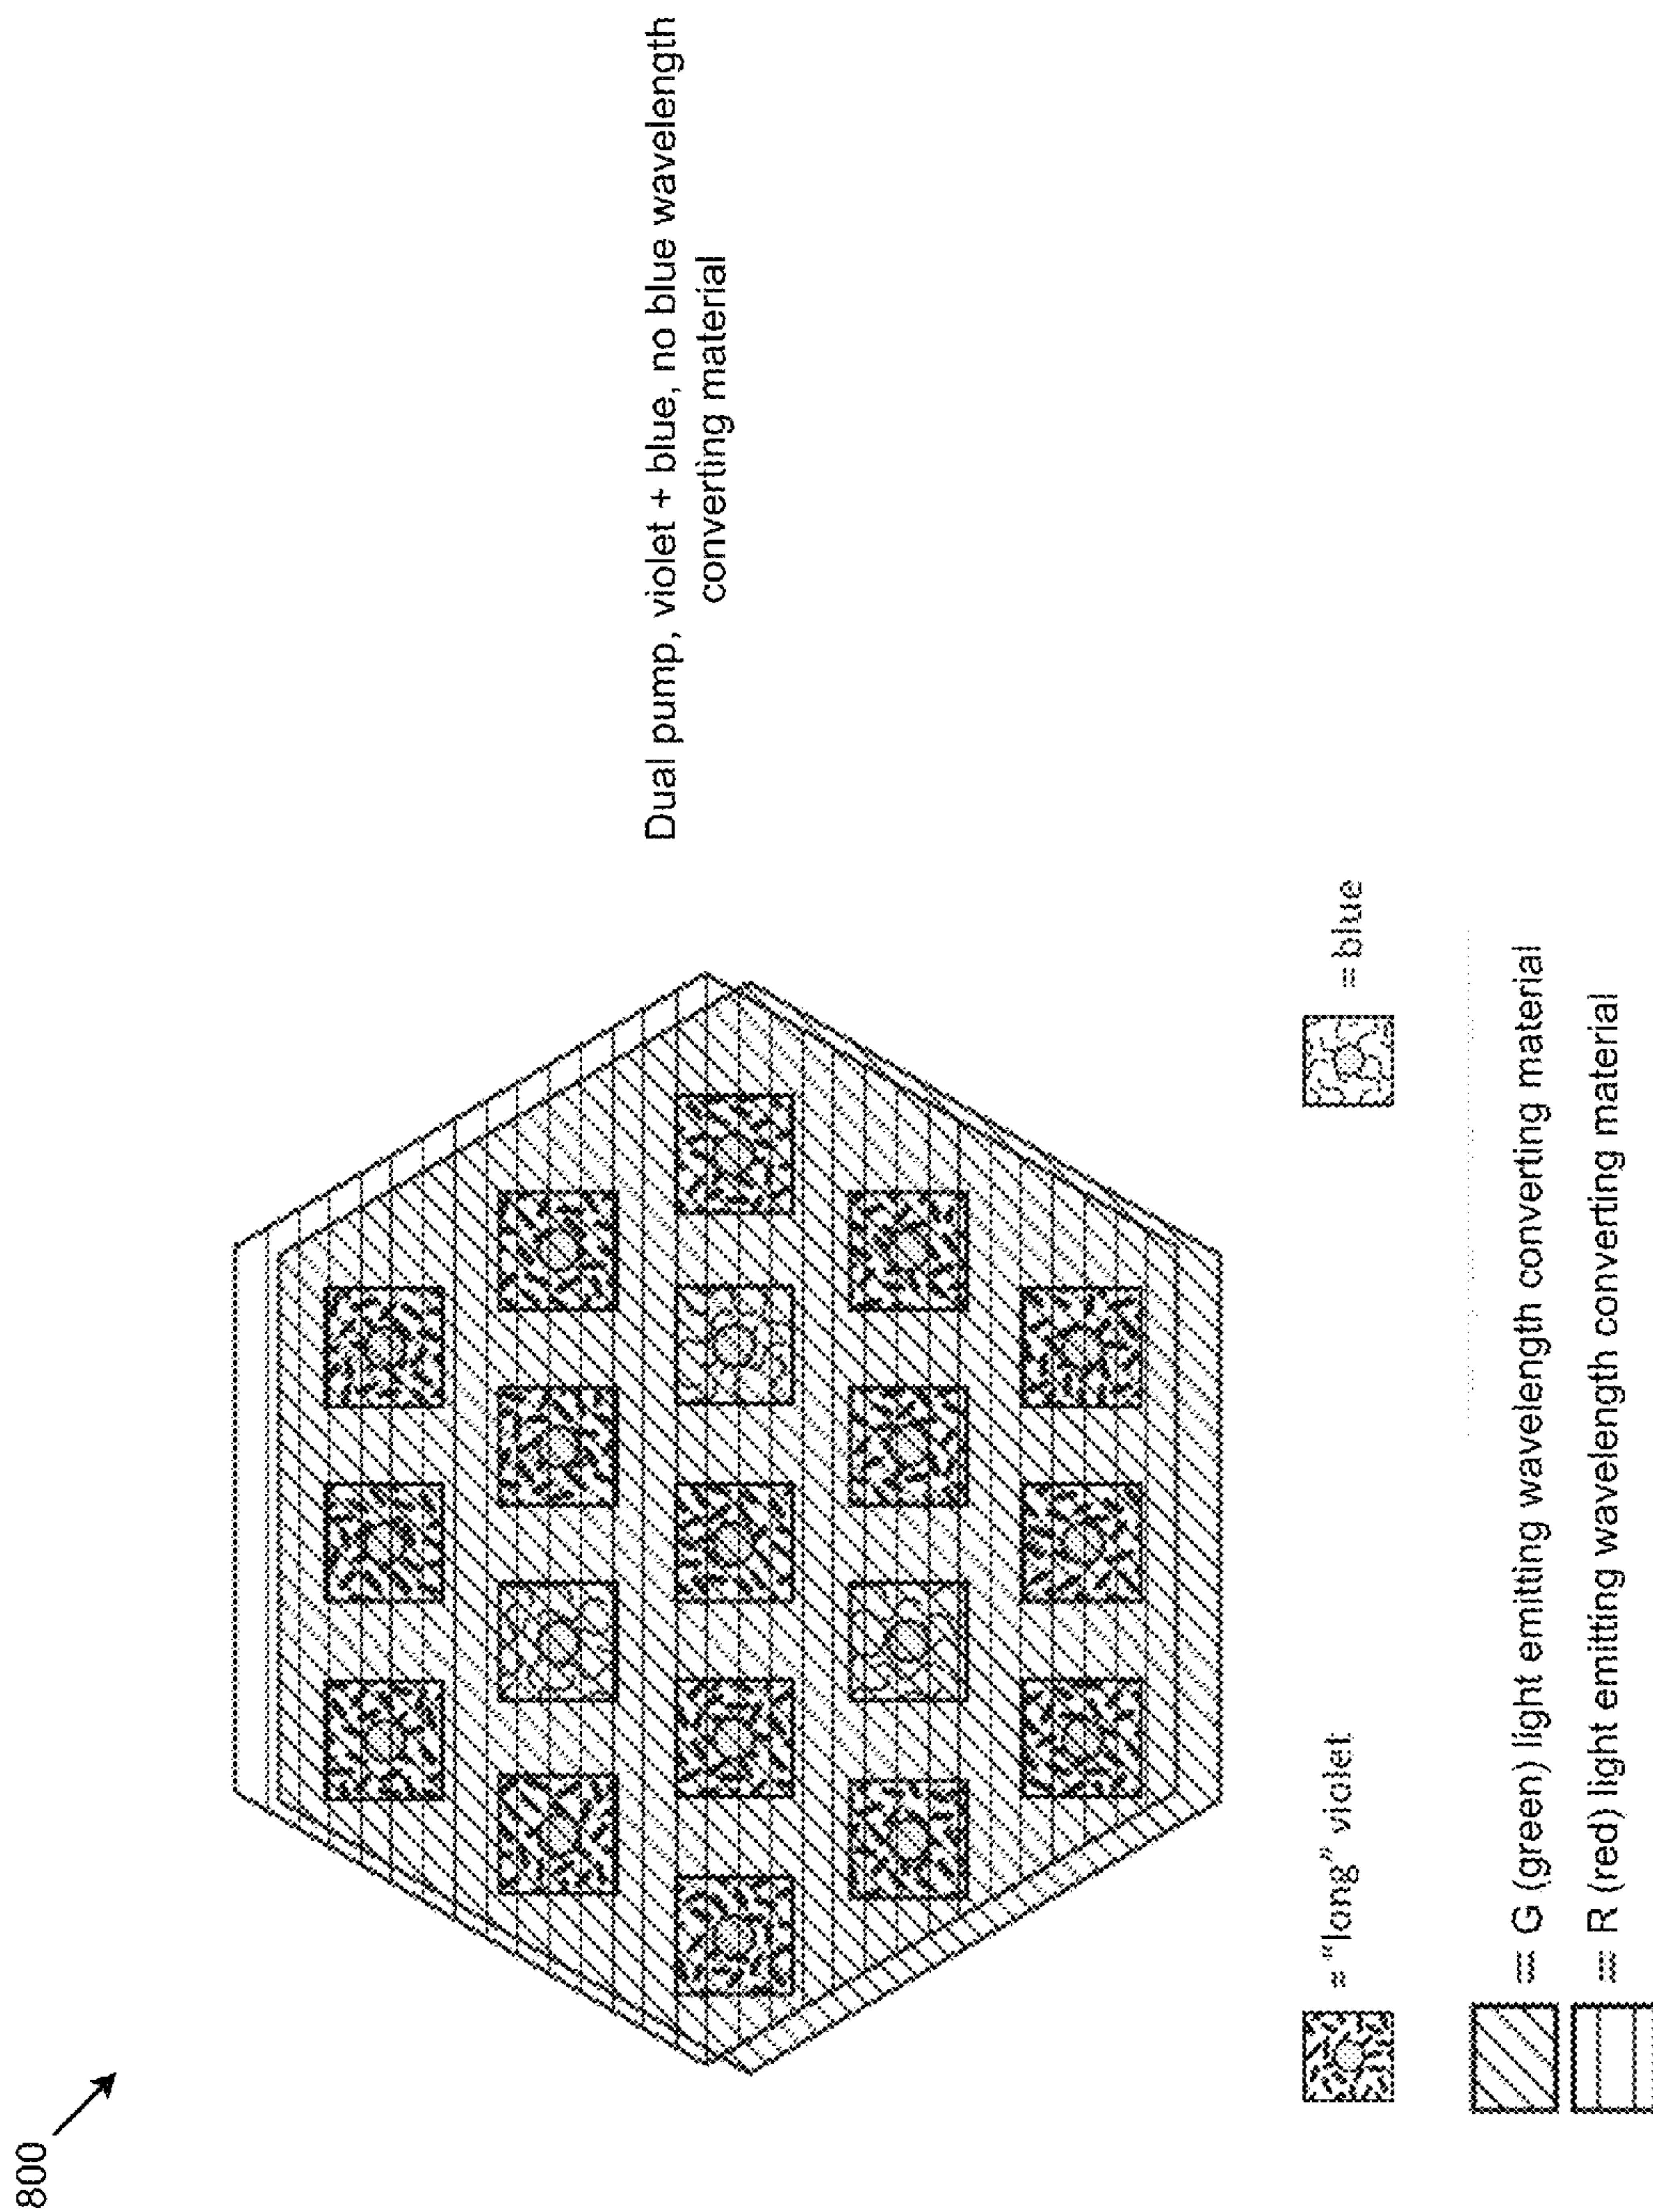 800
Dual pump, violet + blue, no blue wavelength
converting material
= "long" violet
= blue
= G (green) light emitting wavelength converting material
= R (red) light emitting wavelength converting material